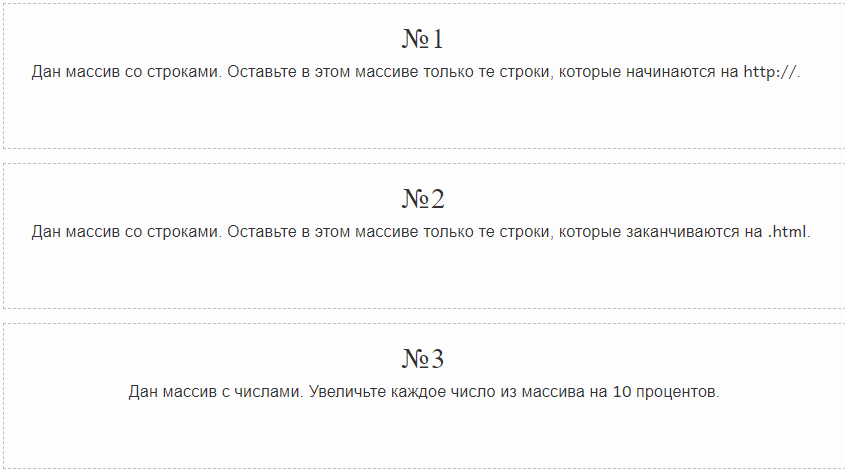 №1
Дан массив со строками. Оставьте в этом массиве только те строки, которые начинаются на http://.
№2
Дан массив со строками. Оставьте в этом массиве только те строки, которые заканчиваются на .html.
№3
Дан массив с числами. Увеличьте каждое число из массива на 10 процентов.